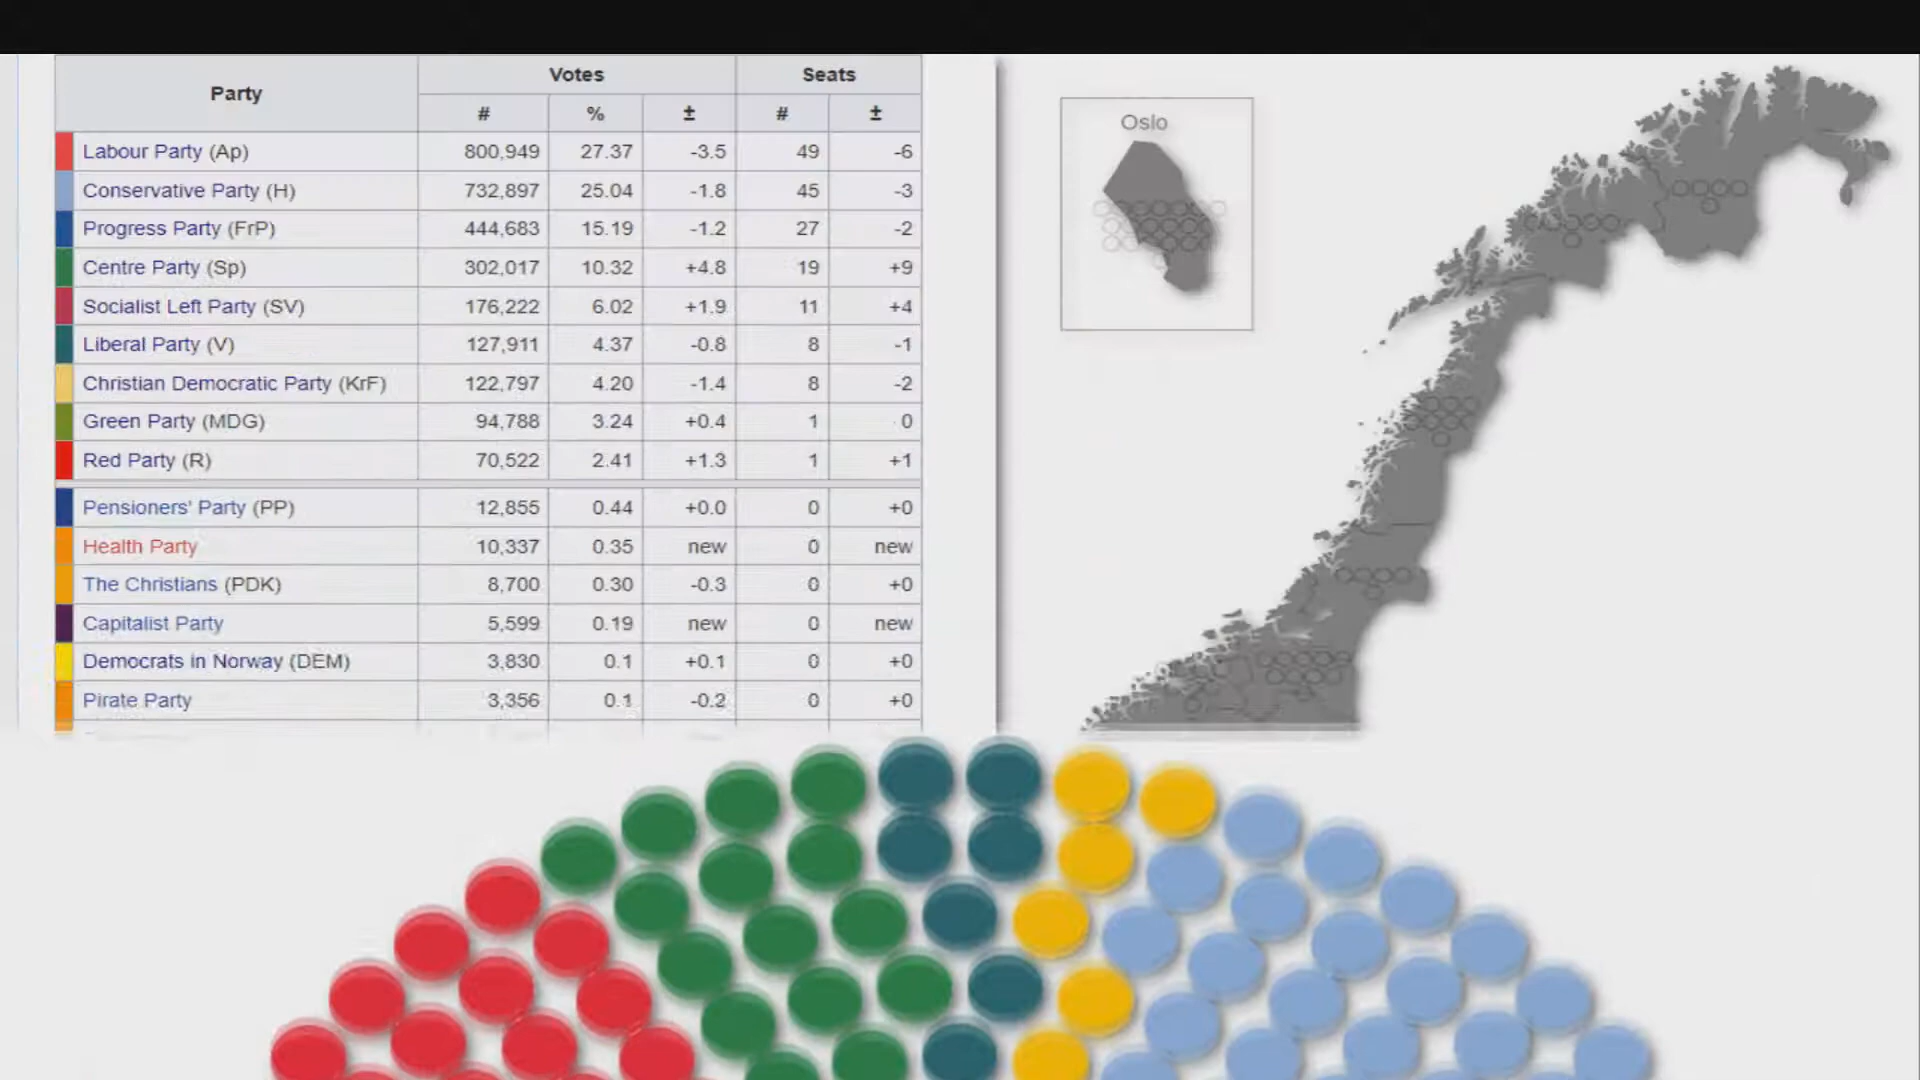 Party Votes Seats
# % ± # ±
Labour Party (Ap) 800,949 27.37 -3.5 49 -6
Conservative Party (H) 732,897 25.04 -1.8 45 -3
Progress Party (FrP) 444,683 15.19 -1.2 27 -2
Centre Party (Sp) 302,017 10.32 +4.8 19 +9
Socialist Left Party (SV) 176,222 6.02 +1.9 11 +4
Liberal Party (V) 127,911 4.37 -0.8 8 -1
Christian Democratic Party (KrF) 122,797 4.20 -1.4 8 -2
Green Party (MDG) 94,788 3.24 +0.4 1 0
Red Party (R) 70,522 2.41 +1.3 1 +1
Pensioners' Party (PP) 12,855 0.44 +0.0 0 +0
Health Party 10,337 0.35 new 0 new
The Christians (PDK) 8,700 0.30 -0.3 0 +0
Capitalist Party 5,599 0.19 new 0 new
Democrats in Norway (DEM) 3,830 0.1 +0.1 0 +0
Pirate Party 3,356 0.1 -0.2 0 +0
Oslo